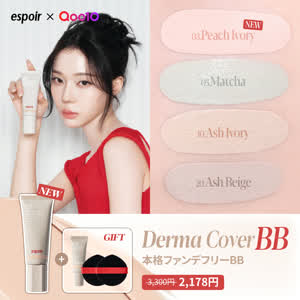 espoir × Qoo10
NEW
03.Peach Ivory
05.Matcha
10.Ash Ivory
20.Ash Beige
NEW
espoir
+
GIFT
Derma Cover BB
本格ファンデフリーBB
3,300円 2,178円